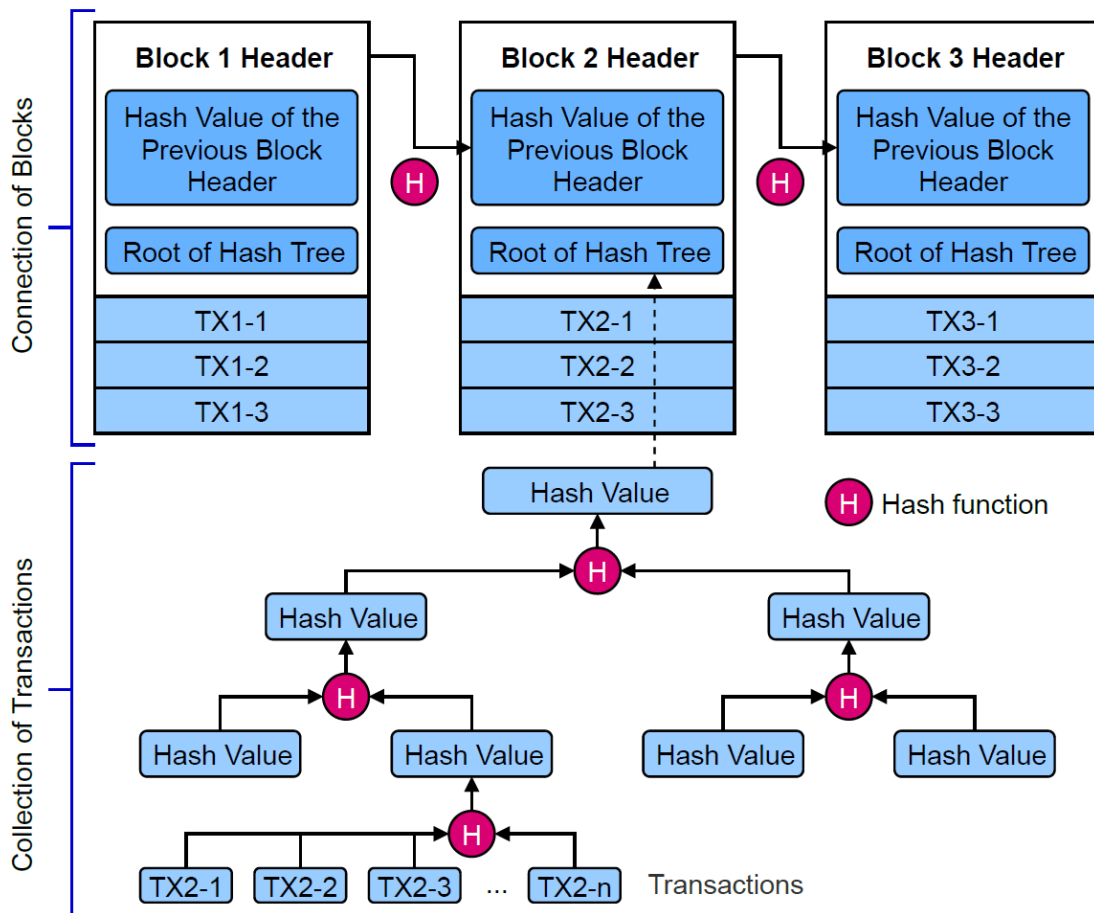 Connection of Blocks
Block 1 Header
Hash Value of the
Previous Block
Header
Root of Hash Tree
TX1-1
TX1-2
TX1-3
H
Block 2 Header
Hash Value of the
Previous Block
Header
Root of Hash Tree
TX2-1
TX2-2
TX2-3
H
Block 3 Header
Hash Value of the
Previous Block
Header
Root of Hash Tree
TX3-1
TX3-2
TX3-3
Collection of Transactions
Hash Value
H Hash function
H
Hash Value
Hash Value
H
H
Hash Value
Hash Value
Hash Value
Hash Value
H
TX2-1
TX2-2
TX2-3
...
TX2-n
Transactions